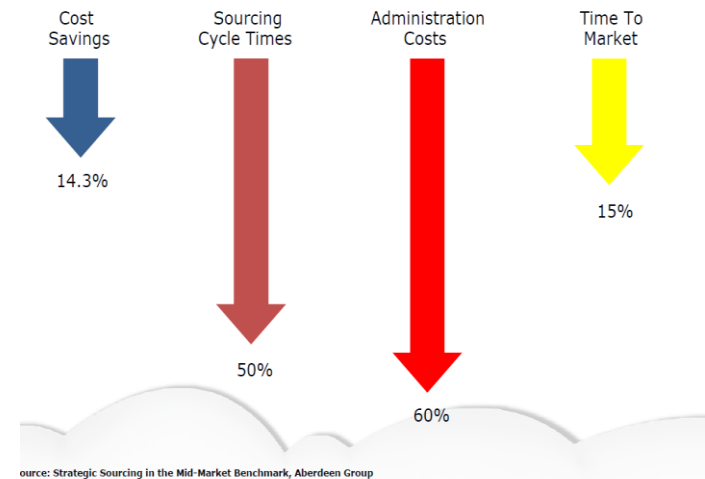 Cost
Savings
Sourcing
Cycle Times
Administration
Costs
Time To
Market
14.3%
15%
50%
60%
ource: Strategic Sourcing in the Mid-Market Benchmark, Aberdeen Group